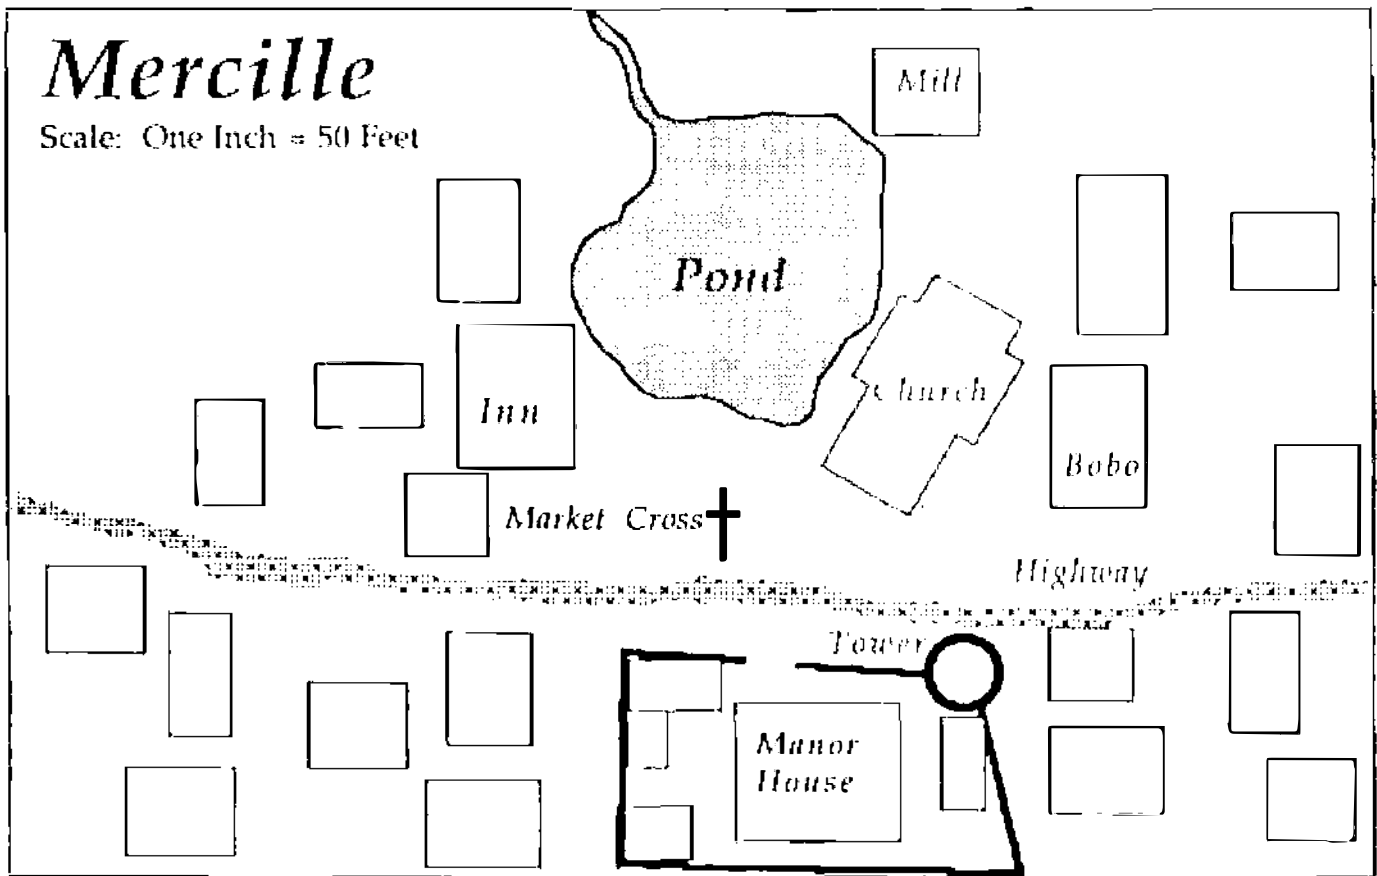 Mercille
Scale: One Inch = 50 Feet
Mill
Pond
Church
Inn
Bobo
Market Cross
Highway
Tower
Manor
House